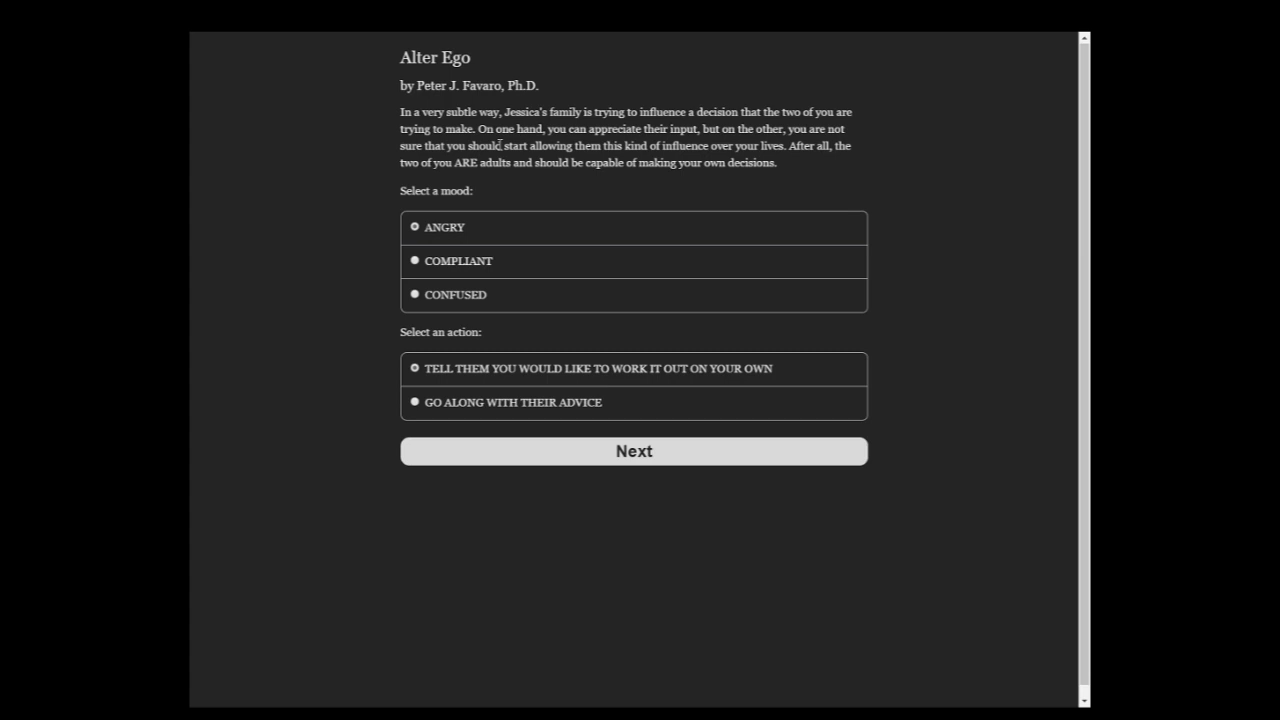 Alter Ego
by Peter J. Favaro, Ph.D.
In a very subtle way, Jessica's family is trying to influence a decision that the two of you are
trying to make. On one hand, you can appreciate their input, but on the other, you are not
sure that you should start allowing them this kind of influence over your lives. After all, the
two of you ARE adults and should be capable of making your own decisions.
Select a mood:
ANGRY
COMPLIANT
CONFUSED
Select an action:
TELL THEM YOU WOULD LIKE TO WORK IT OUT ON YOUR OWN
GO ALONG WITH THEIR ADVICE
Next